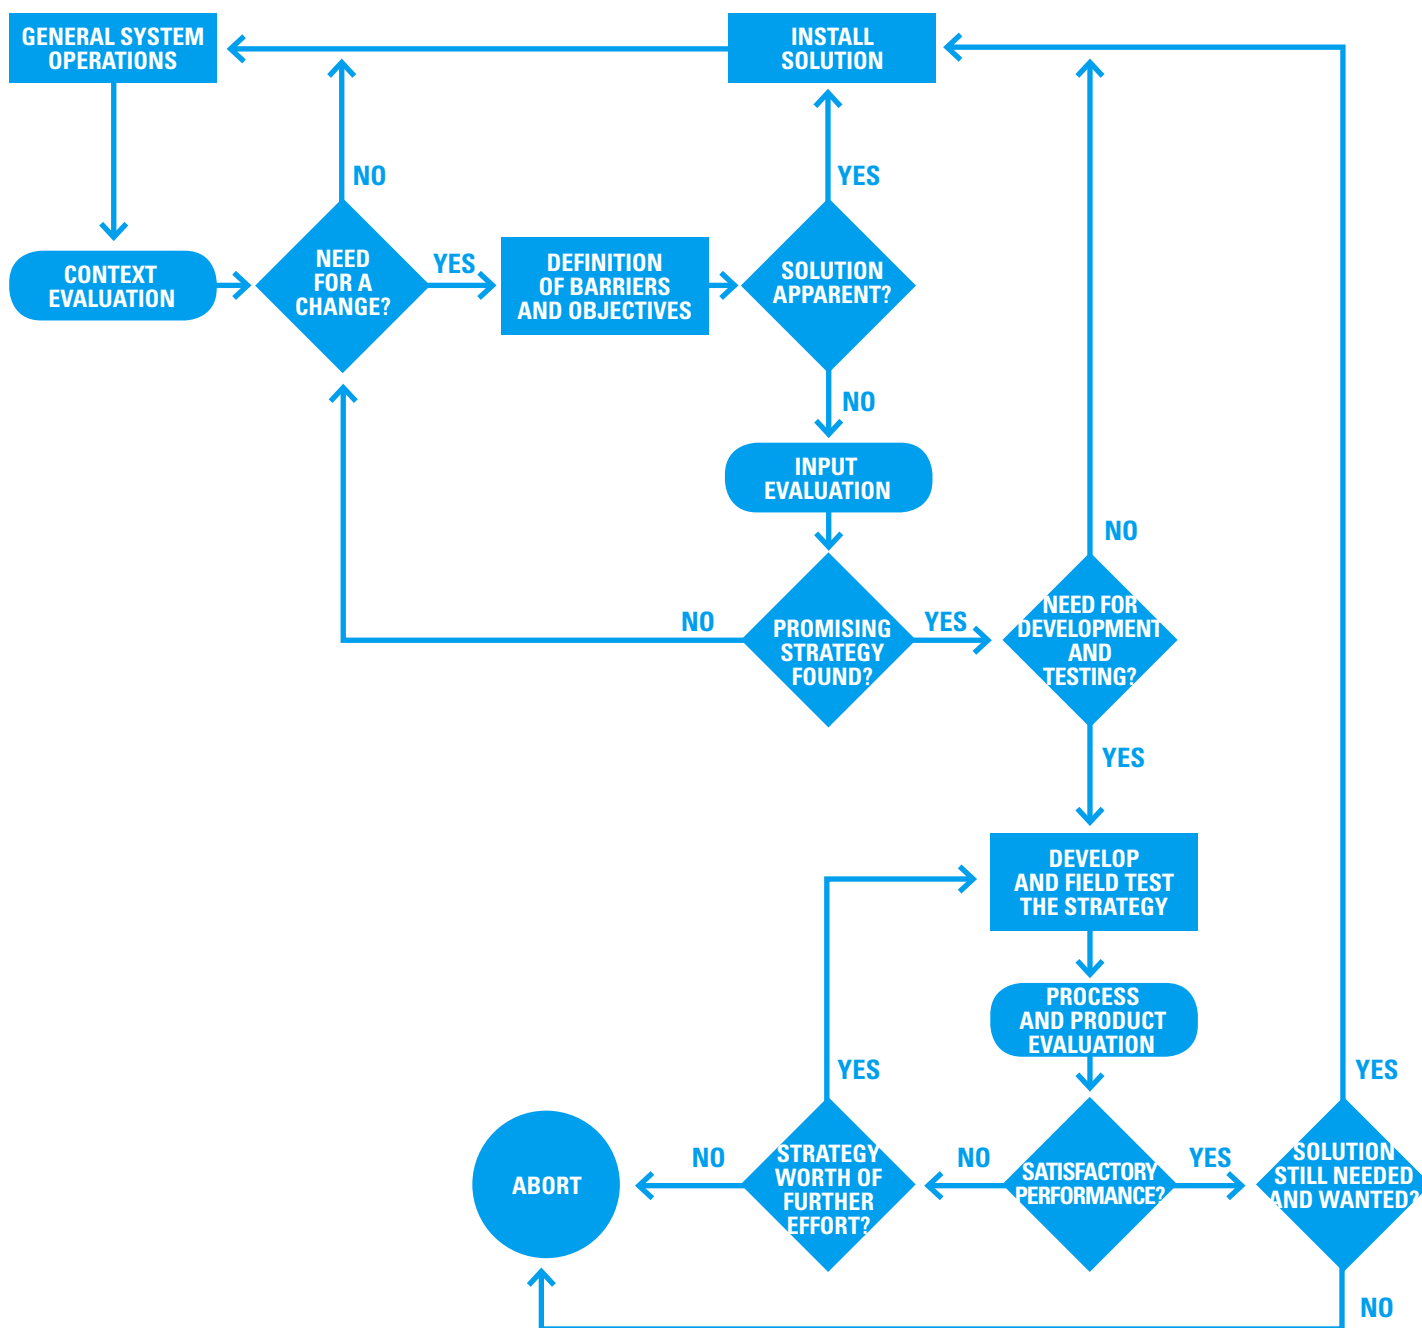 GENERAL SYSTEM
OPERATIONS
INSTALL
SOLUTION
NO
YES
CONTEXT
EVALUATION
NEED
FOR A
CHANGE?
YES
DEFINITION
OF BARRIERS
AND OBJECTIVES
SOLUTION
APPARENT?
NO
INPUT
EVALUATION
NO
NO
PROMISING
STRATEGY
FOUND?
YES
NEED FOR
DEVELOPMENT
AND
TESTING?
YES
DEVELOP
AND FIELD TEST
THE STRATEGY
PROCESS
AND PRODUCT
EVALUATION
YES
YES
ABORT
NO
STRATEGY
WORTH OF
FURTHER
EFFORT?
NO
SATISFACTORY
PERFORMANCE?
YES
SOLUTION
STILL NEEDED
AND WANTED?
NO